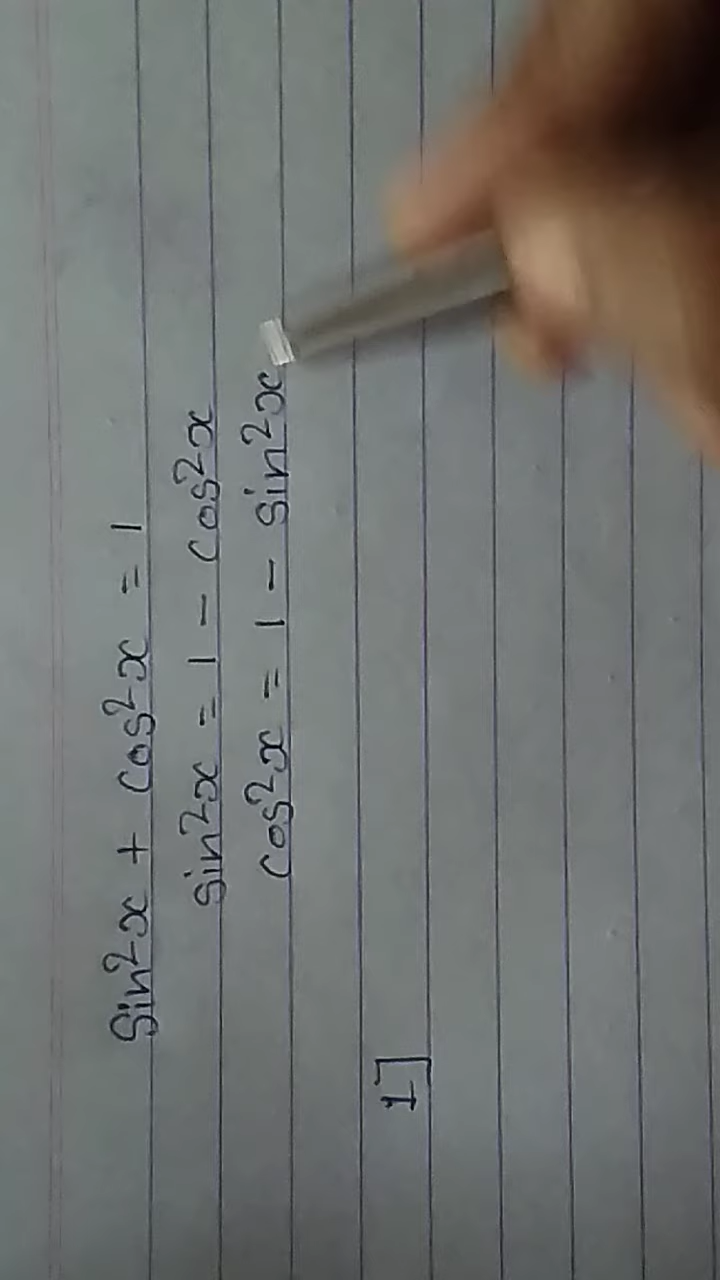 sin²x + cos²x = 1
sin²x = 1 - cos²x
cos²x = 1 - sin²x
1]